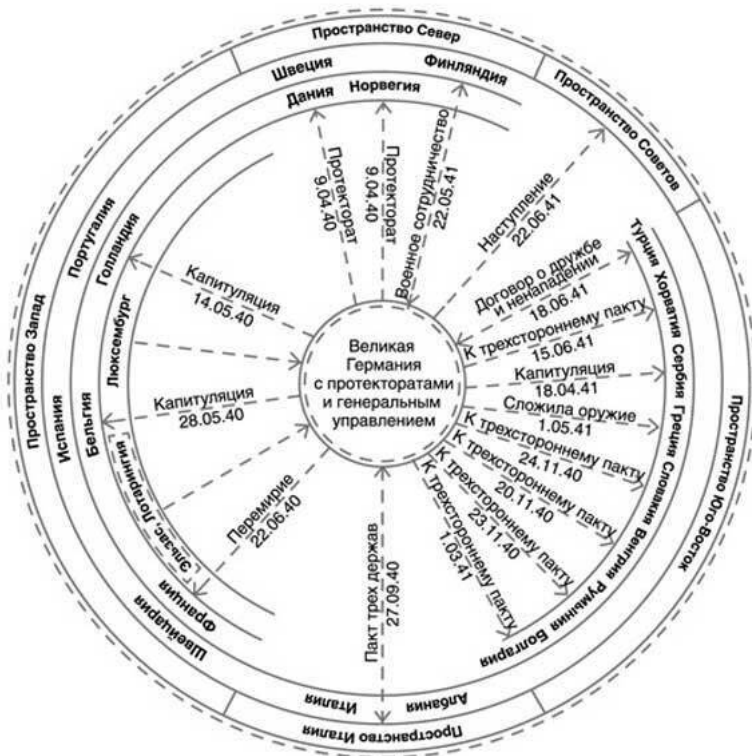 Пространство Север
Швеция
Финляндия
Дания
Норвегия
Пространство Советов
Протекторат
9.04.40
Протекторат
9.04.40
Военное сотрудничество
22.05.41
Наступление
22.06.41
Португалия
Голландия
Капитуляция
14.05.40
Пространство Запад
Испания
Бельгия
Люксембург
Капитуляция
28.05.40
Эльзас, Лотарингия
Перемирие
22.06.40
Франция
Швейцария
Великая
Германия
с протекторатами
и генеральным
управлением
Договор о дружбе
и ненападении
18.06.41
К трехстороннему пакту
15.06.41
Капитуляция
18.04.41
Сложила оружие
1.05.41
К трехстороннему пакту
24.11.40
К трехстороннему пакту
20.11.40
К трехстороннему пакту
23.11.40
К трехстороннему пакту
1.03.41
Турция Хорватия Сербия Греция Словакия Венгрия Румыния Болгария
Пространство Юго-Восток
Пакт трех держав
27.09.40
Италия
Албания
Пространство Италия